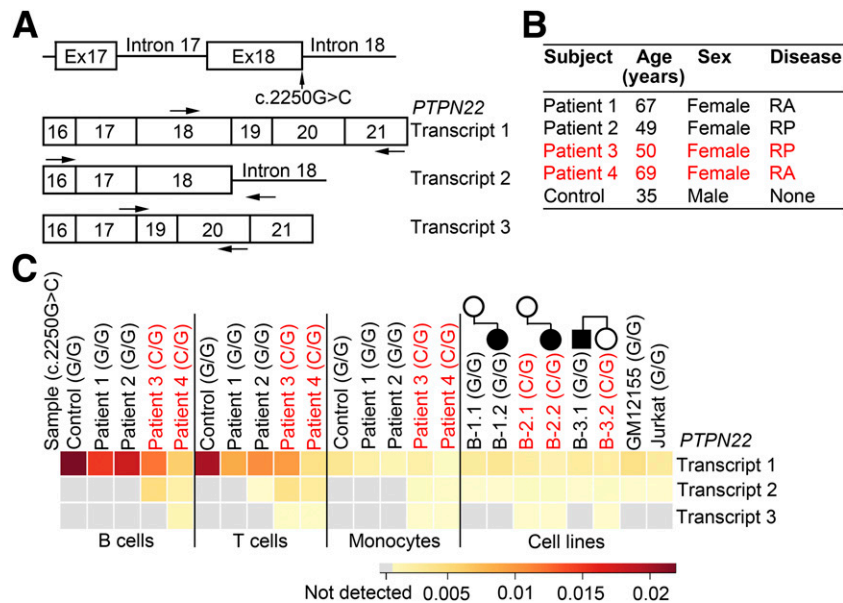 A
Ex17 Intron 17 Ex18 Intron 18
c.2250G>C
PTPN22
16 17 18 19 20 21 Transcript 1
16 17 18 Intron 18 Transcript 2
16 17 19 20 21 Transcript 3
B
Subject Age (years) Sex Disease
Patient 1 67 Female RA
Patient 2 49 Female RP
Patient 3 50 Female RP
Patient 4 69 Female RA
Control 35 Male None
C
Sample (c.2250G>C)
Control (G/G)
Patient 1 (G/G)
Patient 2 (G/G)
Patient 3 (C/G)
Patient 4 (C/G)
Control (G/G)
Patient 1 (G/G)
Patient 2 (G/G)
Patient 3 (C/G)
Patient 4 (C/G)
Control (G/G)
Patient 1 (G/G)
Patient 2 (G/G)
Patient 3 (C/G)
Patient 4 (C/G)
B-1.1 (G/G)
B-1.2 (G/G)
B-2.1 (C/G)
B-2.2 (C/G)
B-3.1 (G/G)
B-3.2 (C/G)
GM12155 (G/G)
Jurkat (G/G)
PTPN22
Transcript 1
Transcript 2
Transcript 3
B cells T cells Monocytes Cell lines
Not detected 0.005 0.01 0.015 0.02